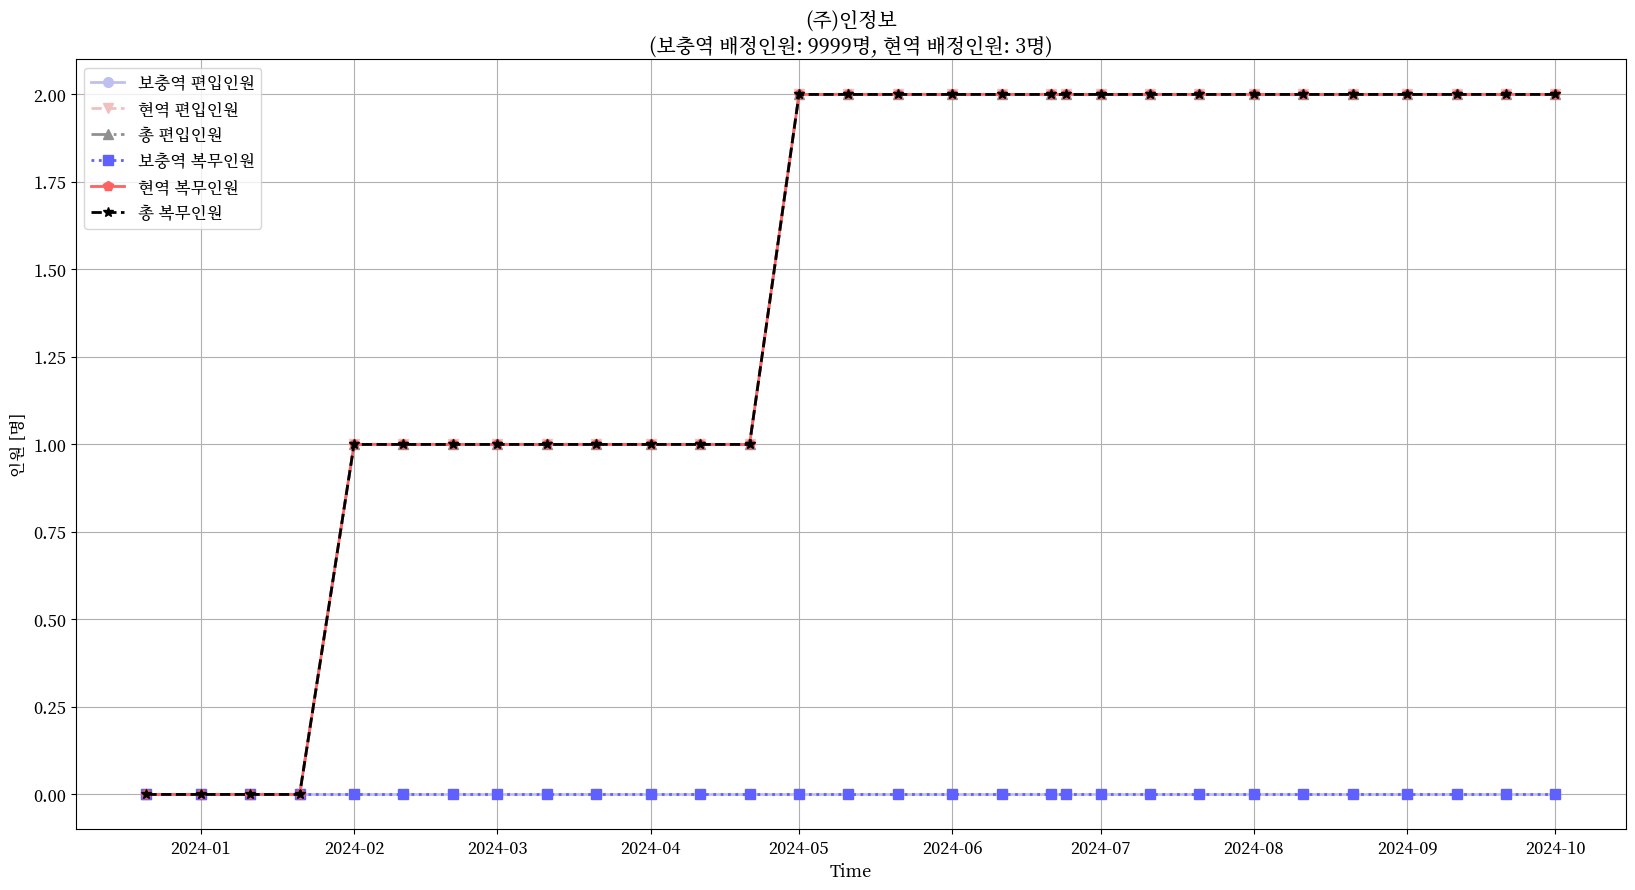 (주)인정보
(보충역 배정인원: 9999명, 현역 배정인원: 3명)
보충역 편입인원
현역 편입인원
총 편입인원
보충역 복무인원
현역 복무인원
총 복무인원
2.00
1.75
1.50
1.25
1.00
0.75
0.50
0.25
0.00
인원 [명]
2024-01 2024-02 2024-03 2024-04 2024-05 2024-06 2024-07 2024-08 2024-09 2024-10
Time